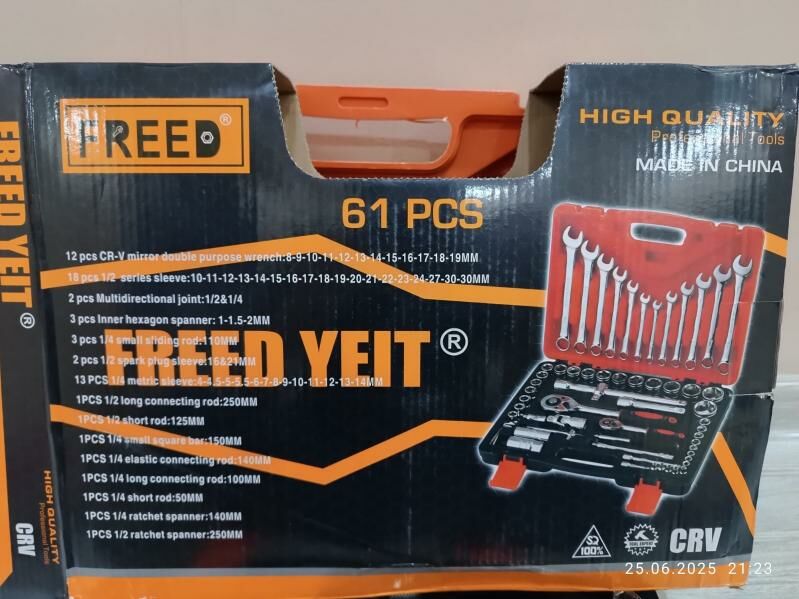 FREED®
HIGH QUALITY
Professional Tools
MADE IN CHINA
61 PCS
12 pcs CR-V mirror double purpose wrench:8-9-10-11-12-13-14-15-16-17-18-19MM
18 pcs 1/2 series sleeve:10-11-12-13-14-15-16-17-18-19-20-21-22-23-24-27-30-30MM
2 pcs Multidirectional joint:1/2&1/4
3 pcs Inner hexagon spanner: 1-1.5-2MM
3 pcs 1/4 small sliding rod:110MM
FREED YEIT®
2 pcs 1/2 spark plug sleeve:16&21MM
13 PCS 1/4 metric sleeve:4-4.5-5-5.5-6-7-8-9-10-11-12-13-14MM
1PCS 1/2 long connecting rod:250MM
1PCS 1/2 short rod:125MM
1PCS 1/4 small square bar:150MM
1PCS 1/4 elastic connecting rod:140MM
1PCS 1/4 long connecting rod:100MM
1PCS 1/4 short rod:50MM
1PCS 1/4 ratchet spanner:140MM
1PCS 1/2 ratchet spanner:250MM
100%
CRV
FREED YEIT®
HIGH QUALITY
Professional Tools
CRV
25.06.2025 21:23